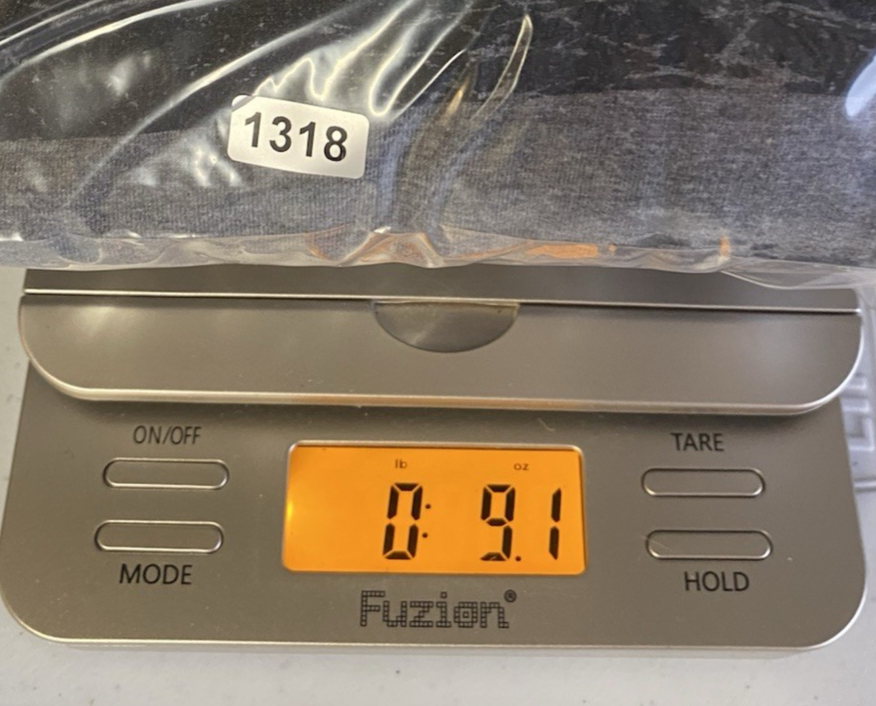 1318
ON/OFF
TARE
lb oz
0: 9.1
MODE
HOLD
Fuzion®